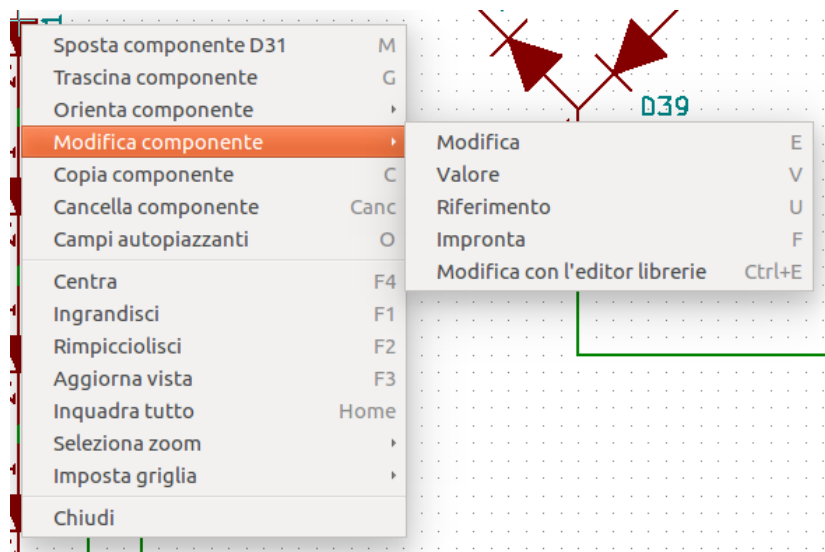 Sposta componente D31 M
Trascina componente G
Orienta componente
Modifica componente
Copia componente C
Cancella componente Canc
Campi autopiazzanti O
Centra F4
Ingrandisci F1
Rimpicciolisci F2
Aggiorna vista F3
Inquadra tutto Home
Seleziona zoom
Imposta griglia
Chiudi
D39
Modifica E
Valore V
Riferimento U
Impronta F
Modifica con l'editor librerie Ctrl+E